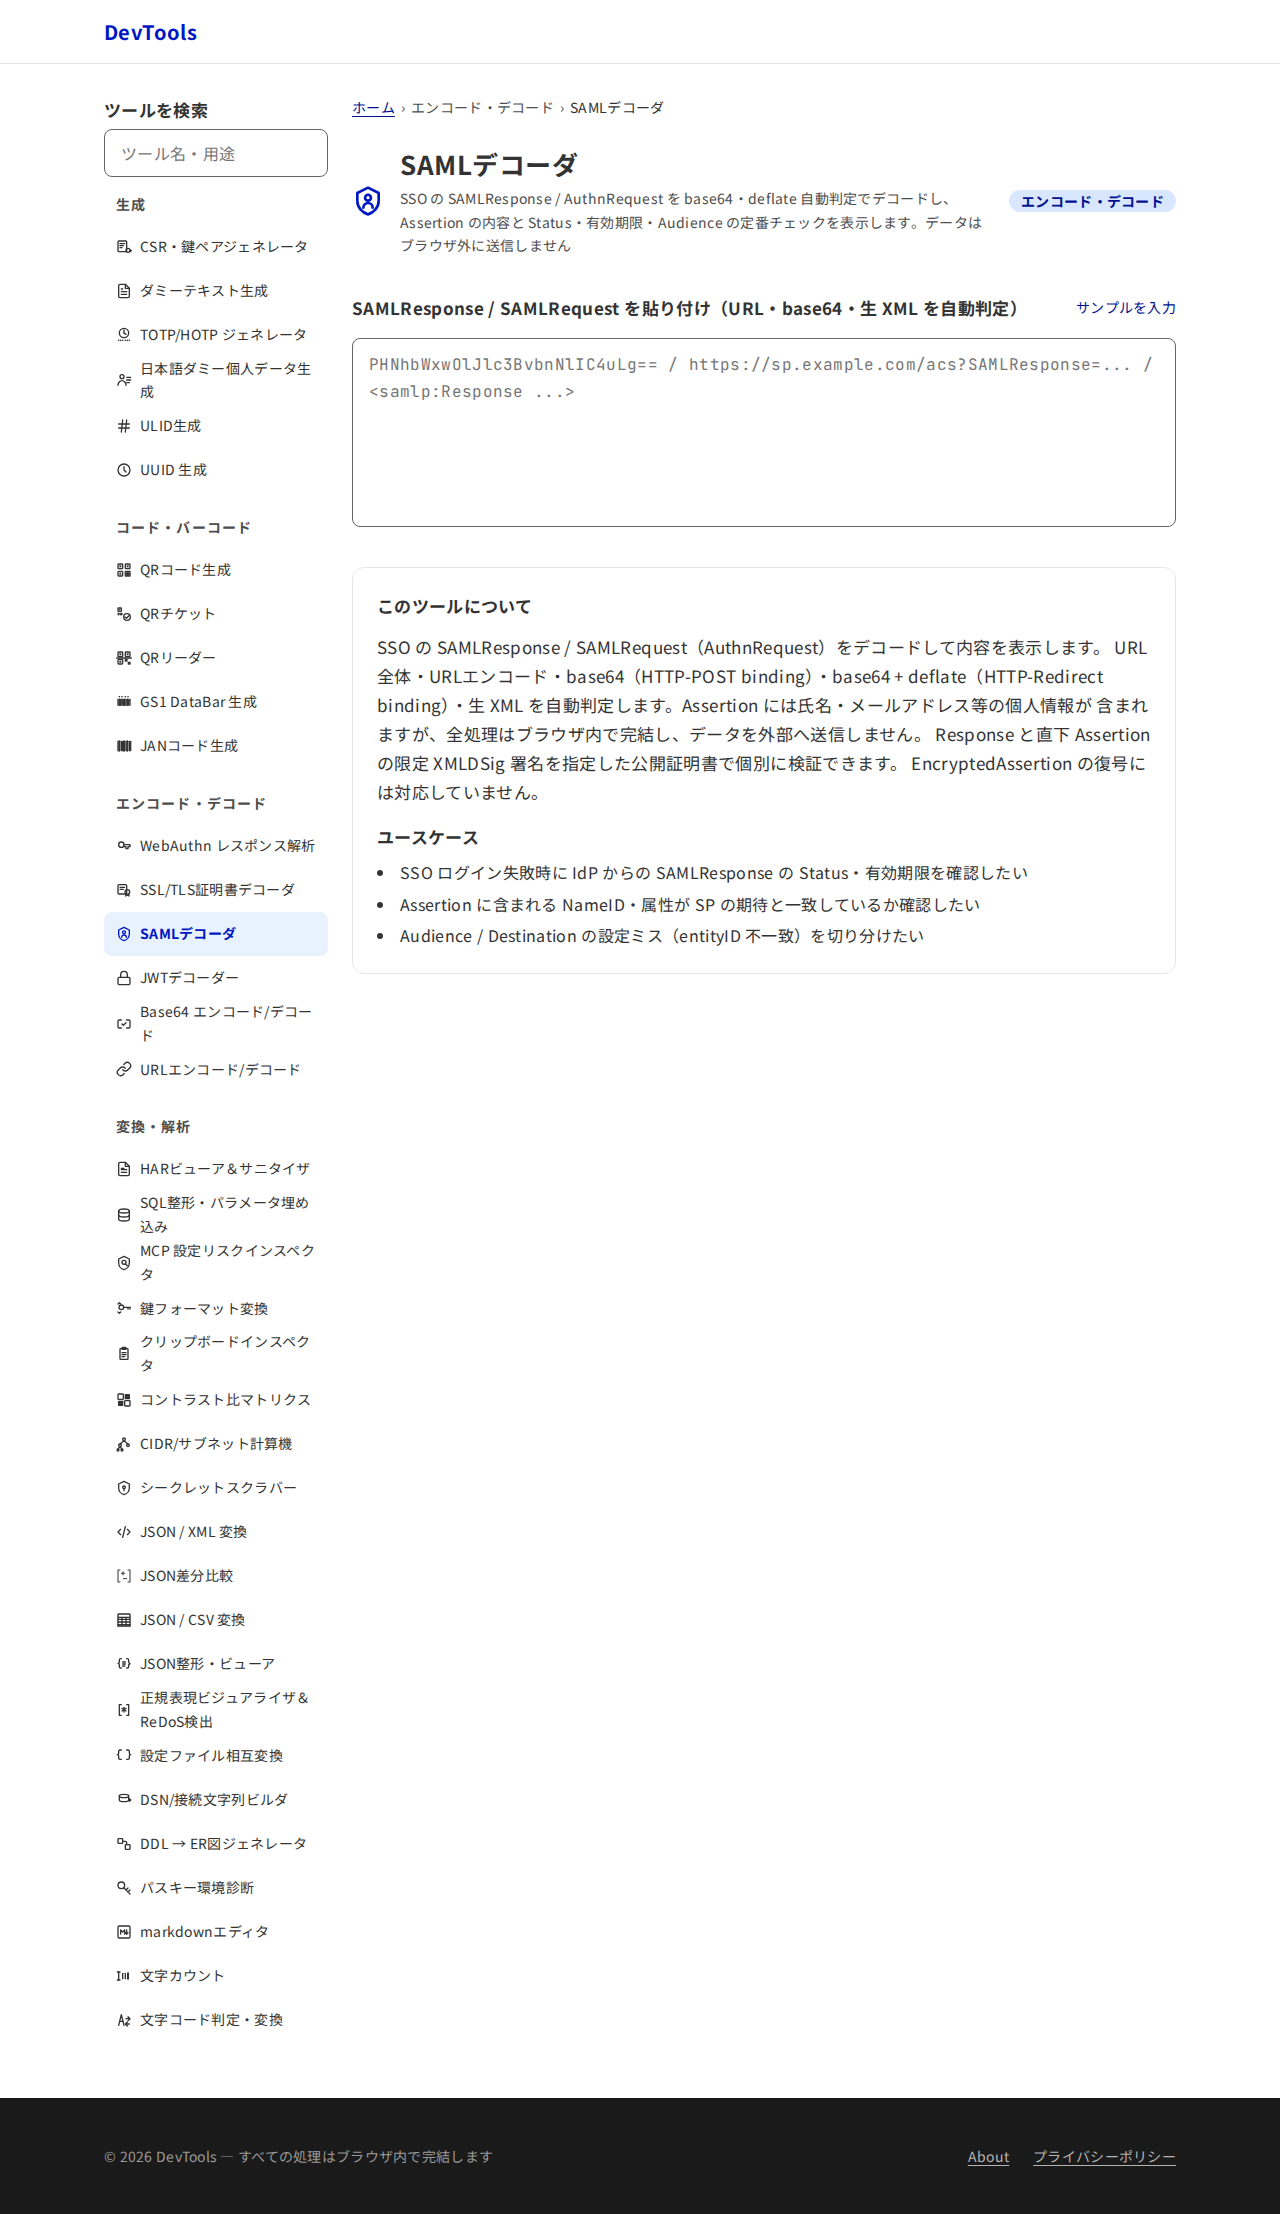 DevTools
ツールを検索
ツール名・用途
生成
CSR・鍵ペアジェネレータ
ダミーテキスト生成
TOTP/HOTP ジェネレータ
日本語ダミー個人データ生
成
ULID生成
UUID 生成
コード・バーコード
QRコード生成
QRチケット
QRリーダー
GS1 DataBar 生成
JANコード生成
エンコード・デコード
WebAuthn レスポンス解析
SSL/TLS証明書デコーダ
SAMLデコーダ
JWTデコーダー
Base64 エンコード/デコー
ド
URLエンコード/デコード
変換・解析
HARビューア＆サニタイザ
SQL整形・パラメータ埋め
込み
MCP 設定リスクインスペク
タ
鍵フォーマット変換
クリップボードインスペク
タ
コントラスト比マトリクス
CIDR/サブネット計算機
シークレットスクラバー
JSON / XML 変換
JSON差分比較
JSON / CSV 変換
JSON整形・ビューア
正規表現ビジュアライザ＆
ReDoS検出
設定ファイル相互変換
DSN/接続文字列ビルダ
DDL → ER図ジェネレータ
パスキー環境診断
markdownエディタ
文字カウント
文字コード判定・変換
ホーム › エンコード・デコード › SAMLデコーダ
SAMLデコーダ
SSO の SAMLResponse / AuthnRequest を base64・deflate 自動判定でデコードし、
Assertion の内容と Status・有効期限・Audience の定番チェックを表示します。データは
ブラウザ外に送信しません
エンコード・デコード
SAMLResponse / SAMLRequest を貼り付け（URL・base64・生 XML を自動判定）
サンプルを入力
PHNhbWxwOlJlc3BvbnNlIC4uLg== / https://sp.example.com/acs?SAMLResponse=... /
<samlp:Response ...>
このツールについて
SSO の SAMLResponse / SAMLRequest（AuthnRequest）をデコードして内容を表示します。 URL
全体・URLエンコード・base64（HTTP-POST binding）・base64 + deflate（HTTP-Redirect
binding）・生 XML を自動判定します。Assertion には氏名・メールアドレス等の個人情報が 含まれ
ますが、全処理はブラウザ内で完結し、データを外部へ送信しません。 Response と直下 Assertion
の限定 XMLDSig 署名を指定した公開証明書で個別に検証できます。 EncryptedAssertion の復号に
は対応していません。
ユースケース
• SSO ログイン失敗時に IdP からの SAMLResponse の Status・有効期限を確認したい
• Assertion に含まれる NameID・属性が SP の期待と一致しているか確認したい
• Audience / Destination の設定ミス（entityID 不一致）を切り分けたい
© 2026 DevTools — すべての処理はブラウザ内で完結します
About
プライバシーポリシー